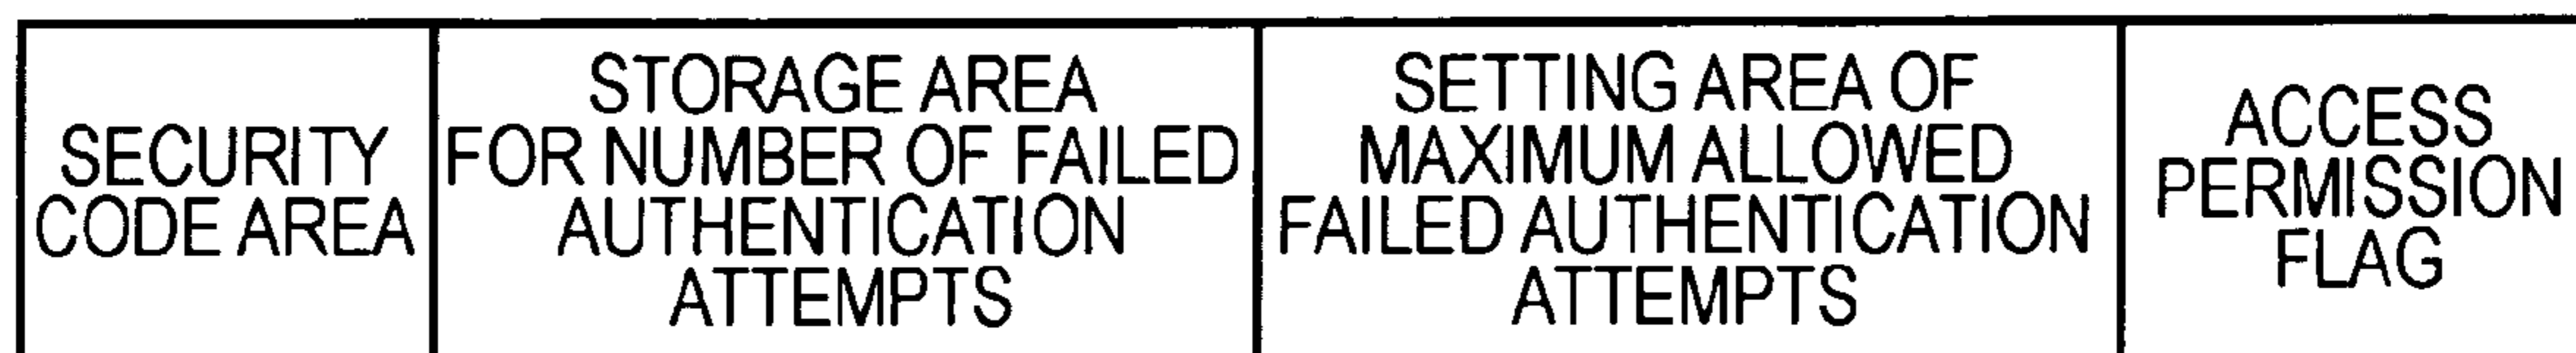 SECURITY
CODE AREA
STORAGE AREA
FOR NUMBER OF FAILED
AUTHENTICATION
ATTEMPTS
SETTING AREA OF
MAXIMUM ALLOWED
FAILED AUTHENTICATION
ATTEMPTS
ACCESS
PERMISSION
FLAG